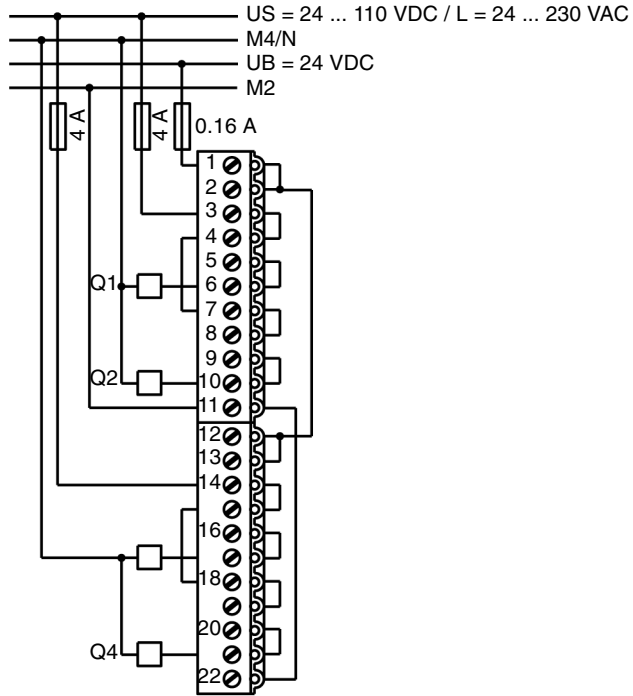 US = 24 ... 110 VDC / L = 24 ... 230 VAC
M4/N
UB = 24 VDC
M2
4 A
4 A
0.16 A
1
2
3
4
5
Q1
6
7
8
9
Q2
10
11
12
13
14
16
18
20
Q4
22